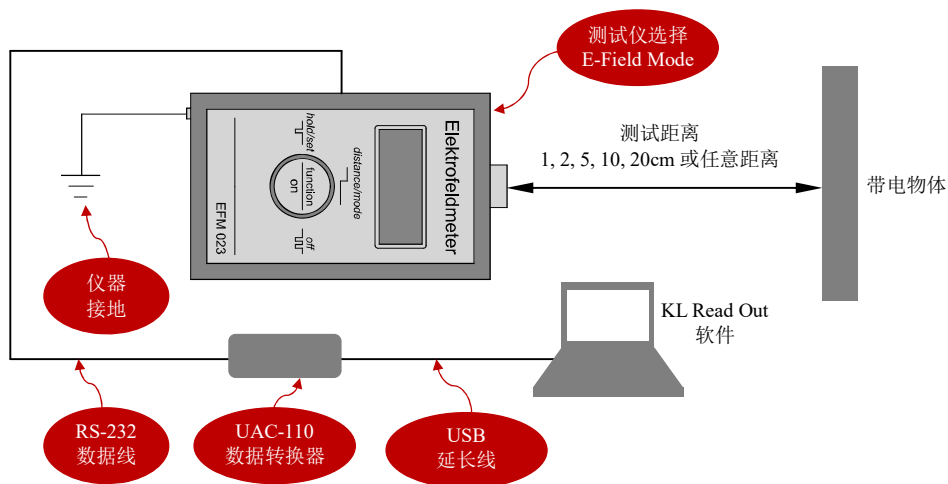 测试仪选择
E-Field Mode
测试距离
1, 2, 5, 10, 20cm 或任意距离
带电物体
hold/set
function
on
distance/mode
off
EFM 023
Elektrofeldmeter
仪器
接地
KL Read Out
软件
RS-232
数据线
UAC-110
数据转换器
USB
延长线